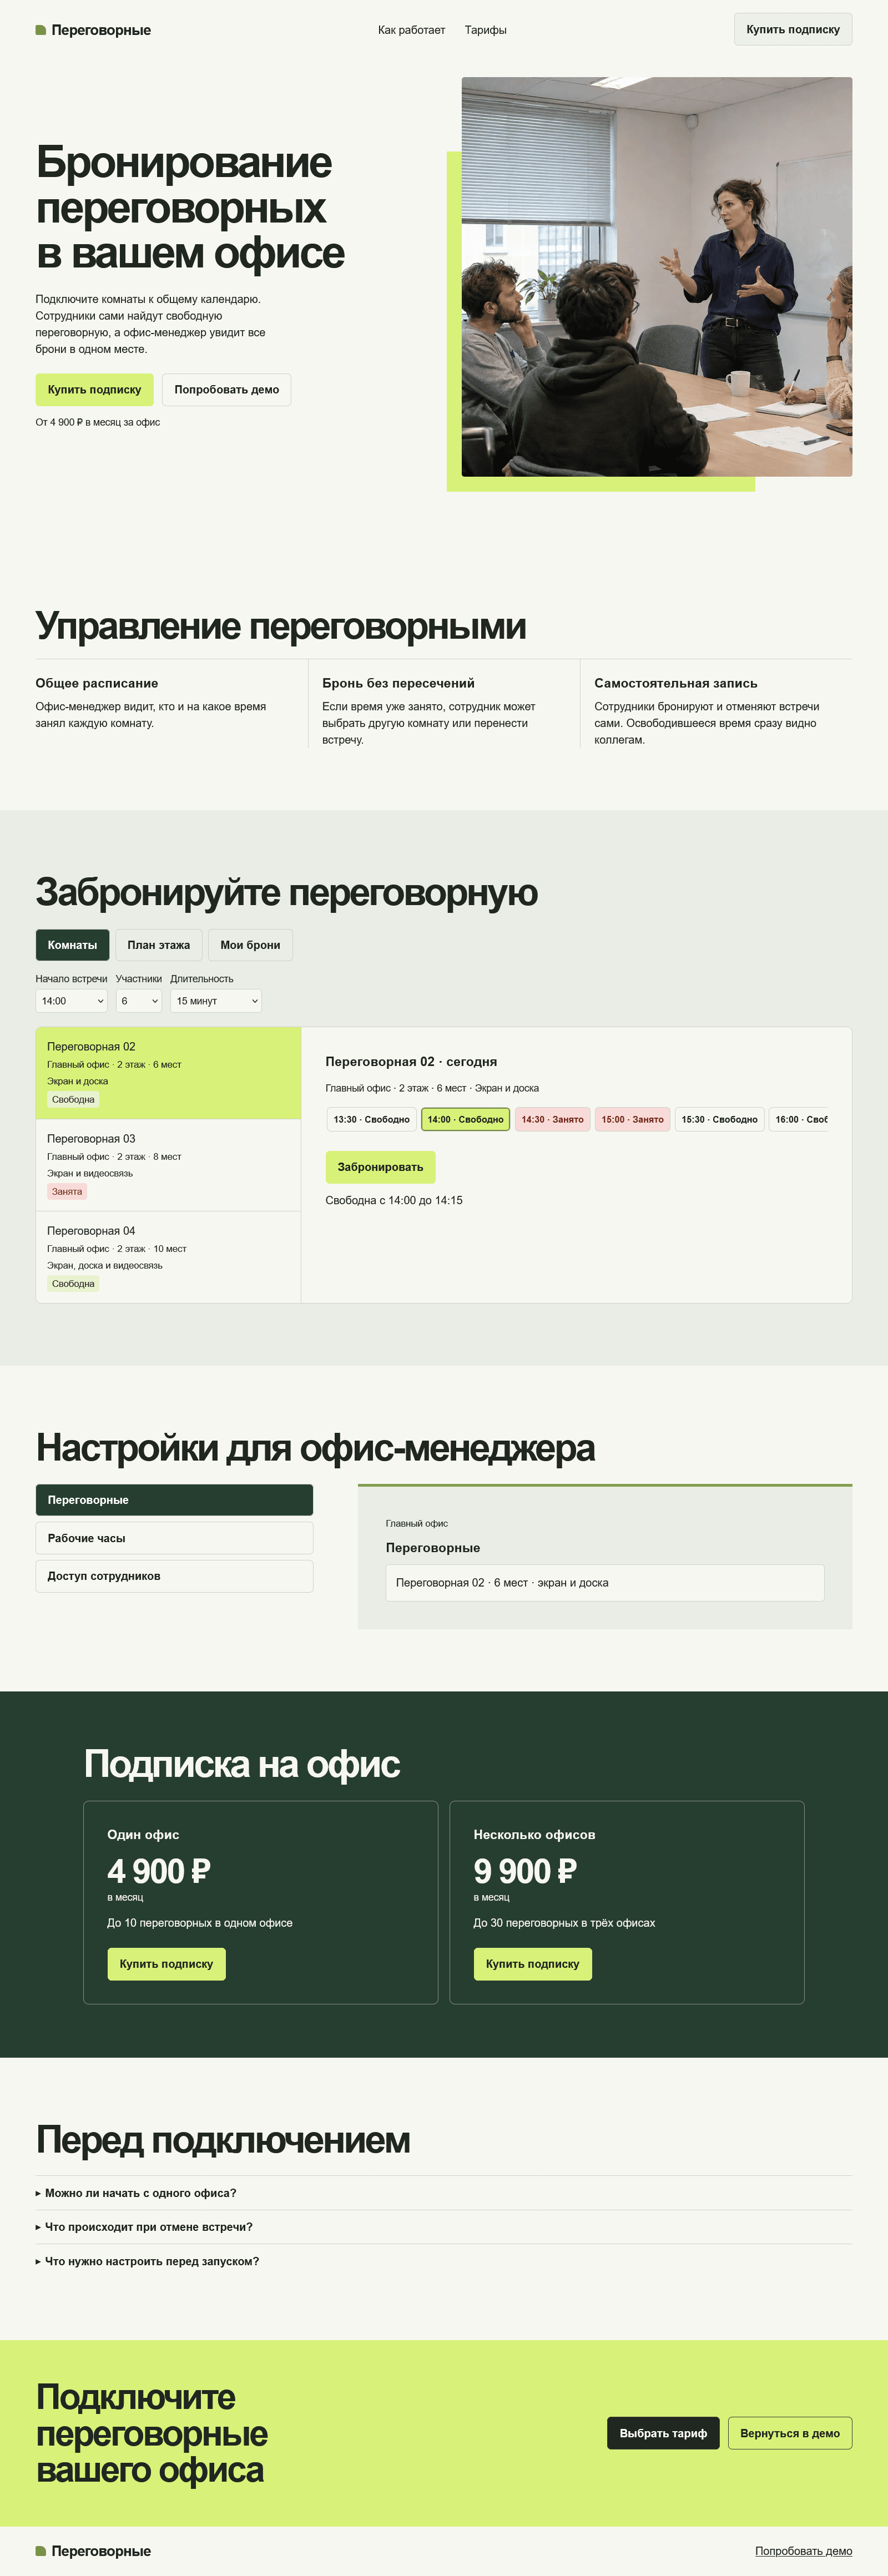 Переговорные
Как работает
Тарифы
Купить подписку
Бронирование
переговорных
в вашем офисе
Подключите комнаты к общему календарю.
Сотрудники сами найдут свободную
переговорную, а офис-менеджер увидит все
брони в одном месте.
Купить подписку
Попробовать демо
От 4 900 ₽ в месяц за офис
Управление переговорными
Общее расписание
Офис-менеджер видит, кто и на какое время
занял каждую комнату.
Бронь без пересечений
Если время уже занято, сотрудник может
выбрать другую комнату или перенести
встречу.
Самостоятельная запись
Сотрудники бронируют и отменяют встречи
сами. Освободившееся время сразу видно
коллегам.
Забронируйте переговорную
Комнаты
План этажа
Мои брони
Начало встречи
Участники
Длительность
14:00
6
15 минут
Переговорная 02
Главный офис · 2 этаж · 6 мест
Экран и доска
Свободна
Переговорная 03
Главный офис · 2 этаж · 8 мест
Экран и видеосвязь
Занята
Переговорная 04
Главный офис · 2 этаж · 10 мест
Экран, доска и видеосвязь
Свободна
Переговорная 02 · сегодня
Главный офис · 2 этаж · 6 мест · Экран и доска
13:30 · Свободно
14:00 · Свободно
14:30 · Занято
15:00 · Занято
15:30 · Свободно
16:00 · Своб
Забронировать
Свободна с 14:00 до 14:15
Настройки для офис-менеджера
Переговорные
Рабочие часы
Доступ сотрудников
Главный офис
Переговорные
Переговорная 02 · 6 мест · экран и доска
Подписка на офис
Один офис
4 900 ₽
в месяц
До 10 переговорных в одном офисе
Купить подписку
Несколько офисов
9 900 ₽
в месяц
До 30 переговорных в трёх офисах
Купить подписку
Перед подключением
Можно ли начать с одного офиса?
Что происходит при отмене встречи?
Что нужно настроить перед запуском?
Подключите
переговорные
вашего офиса
Выбрать тариф
Вернуться в демо
Переговорные
Попробовать демо